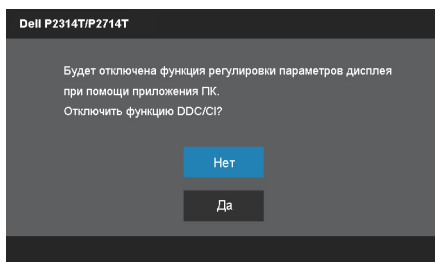 Dell P2314T/P2714T
Будет отключена функция регулировки параметров дисплея
при помощи приложения ПК.
Отключить функцию DDC/CI?
Нет
Да